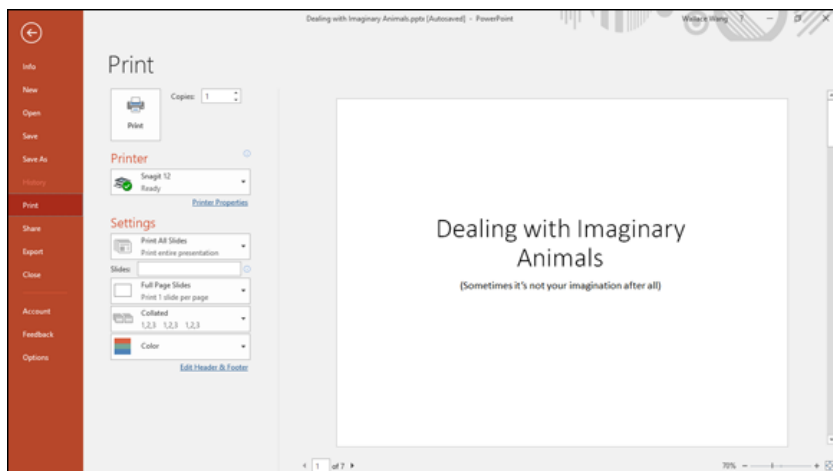 Dealing with Imaginary Animals.pptx [Autosaved] - PowerPoint
Wallace Wang ?
Info
New
Open
Save
Save As
History
Print
Share
Export
Close
Account
Feedback
Options
Print
Copies: 1
Print
Printer
Snagit 12
Ready
Printer Properties
Settings
Print All Slides
Print entire presentation
Slides:
Full Page Slides
Print 1 slide per page
Collated
1,2,3 1,2,3 1,2,3
Color
Edit Header & Footer
Dealing with Imaginary
Animals
(Sometimes it's not your imagination after all)
1 of 7
70%